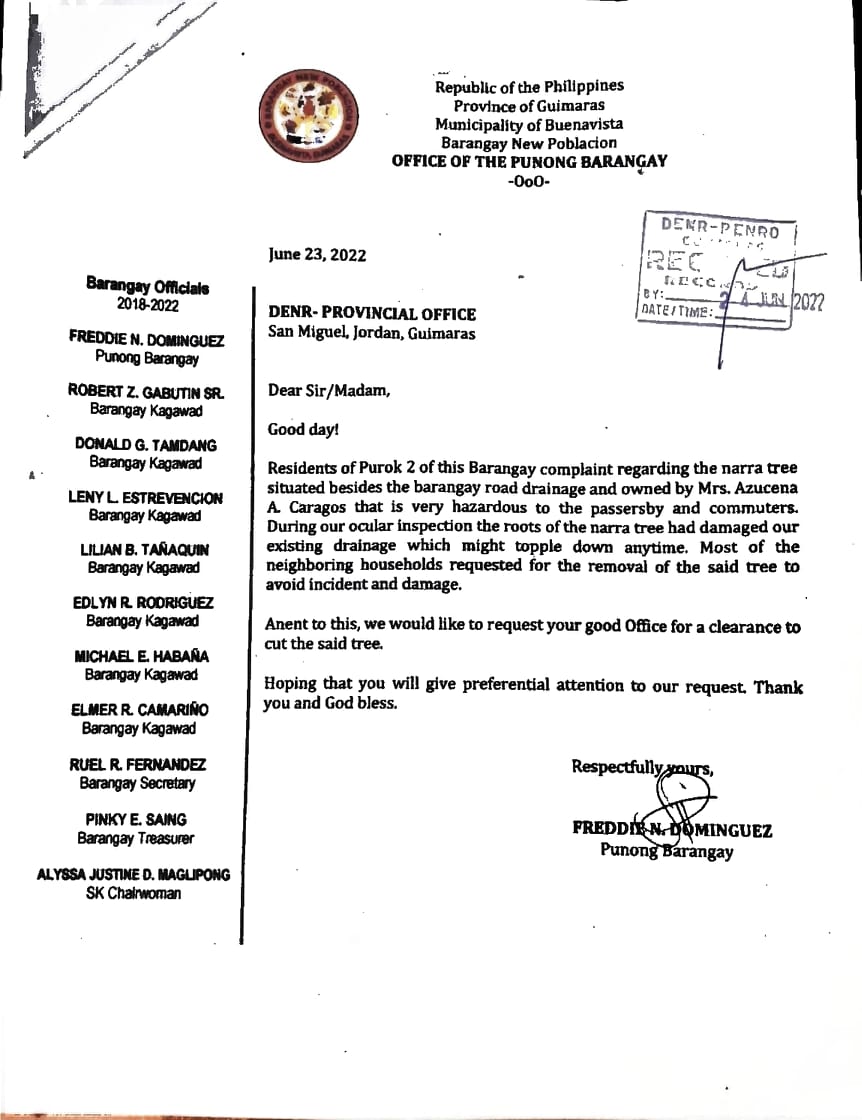 Republic of the Philippines
Province of Guimaras
Municipality of Buenavista
Barangay New Poblacion
OFFICE OF THE PUNONG BARANGAY
-0o0-
DENR-PENRO
REC
BY:
DATE/TIME:
24 JUN 2022
June 23, 2022
DENR- PROVINCIAL OFFICE
San Miguel, Jordan, Guimaras
Barangay Officials
2018-2022
FREDDIE N. DOMINGUEZ
Punong Barangay
ROBERT Z. GABUTIN SR.
Barangay Kagawad
DONALD G. TAMDANG
Barangay Kagawad
LENY L. ESTREVENCION
Barangay Kagawad
LILIAN B. TAÑAQUIN
Barangay Kagawad
EDLYN R. RODRIGUEZ
Barangay Kagawad
MICHAEL E. HABAÑA
Barangay Kagawad
ELMER R. CAMARIÑO
Barangay Kagawad
RUEL R. FERNANDEZ
Barangay Secretary
PINKY E. SAING
Barangay Treasurer
ALYSSA JUSTINE D. MAGLIPONG
SK Chairwoman
Dear Sir/Madam,
Good day!
Residents of Purok 2 of this Barangay complaint regarding the narra tree
situated besides the barangay road drainage and owned by Mrs. Azucena
A. Caragos that is very hazardous to the passersby and commuters.
During our ocular inspection the roots of the narra tree had damaged our
existing drainage which might topple down anytime. Most of the
neighboring households requested for the removal of the said tree to
avoid incident and damage.
Anent to this, we would like to request your good Office for a clearance to
cut the said tree.
Hoping that you will give preferential attention to our request. Thank
you and God bless.
Respectfully yours,
FREDDIE N. DOMINGUEZ
Punong Barangay